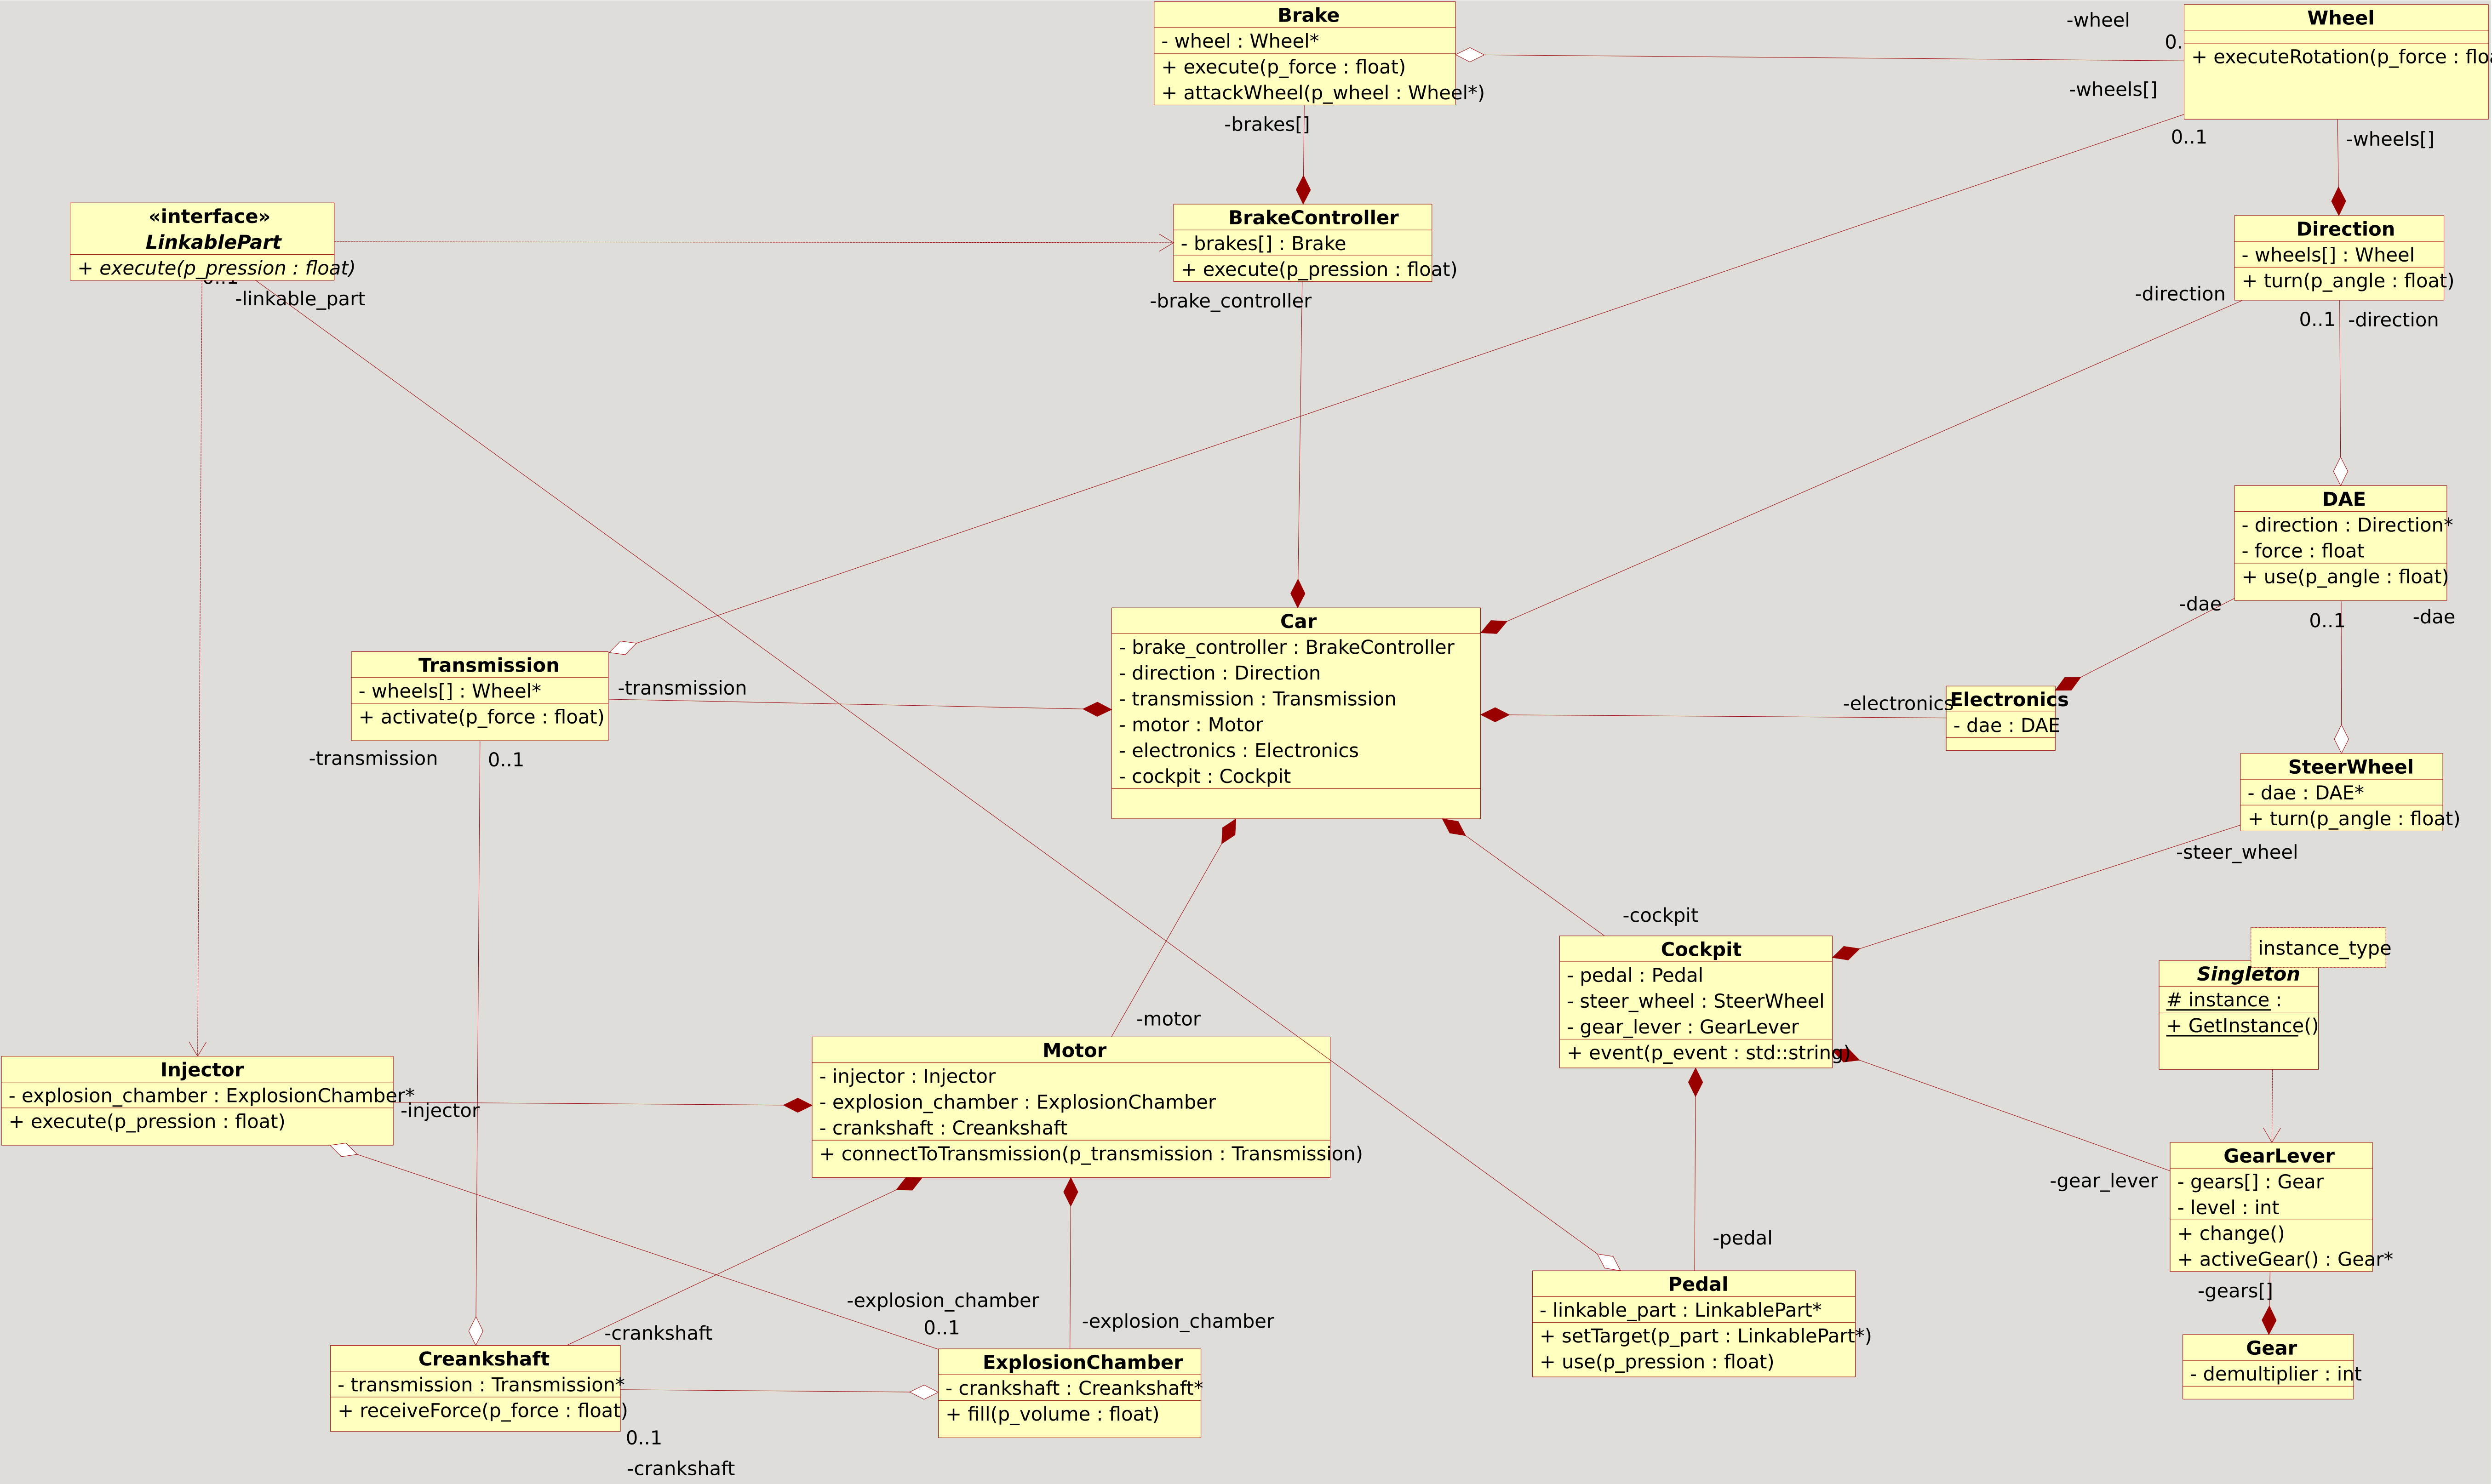 Brake
- wheel : Wheel*
+ execute(p_force : float)
+ attackWheel(p_wheel : Wheel*)
-wheel
0.
-wheels[]
0..1
Wheel
+ executeRotation(p_force : floa
-brakes[]
-wheels[]
«interface»
LinkablePart
+ execute(p_pression : float)
0..1
-linkable_part
BrakeController
- brakes[] : Brake
+ execute(p_pression : float)
-brake_controller
Direction
- wheels[] : Wheel
+ turn(p_angle : float)
-direction
0..1
-direction
DAE
- direction : Direction*
- force : float
+ use(p_angle : float)
-dae
0..1
-dae
Transmission
- wheels[] : Wheel*
+ activate(p_force : float)
-transmission
-transmission
0..1
Car
- brake_controller : BrakeController
- direction : Direction
- transmission : Transmission
- motor : Motor
- electronics : Electronics
- cockpit : Cockpit
-electronics
Electronics
- dae : DAE
SteerWheel
- dae : DAE*
+ turn(p_angle : float)
-steer_wheel
-cockpit
Cockpit
- pedal : Pedal
- steer_wheel : SteerWheel
- gear_lever : GearLever
+ event(p_event : std::string)
instance_type
Singleton
# instance :
+ GetInstance()
-motor
Motor
- injector : Injector
- explosion_chamber : ExplosionChamber
- crankshaft : Creankshaft
+ connectToTransmission(p_transmission : Transmission)
Injector
- explosion_chamber : ExplosionChamber*
+ execute(p_pression : float)
-injector
-gear_lever
GearLever
- gears[] : Gear
- level : int
+ change()
+ activeGear() : Gear*
-gears[]
-pedal
Pedal
- linkable_part : LinkablePart*
+ setTarget(p_part : LinkablePart*)
+ use(p_pression : float)
Gear
- demultiplier : int
-explosion_chamber
0..1
-explosion_chamber
-crankshaft
Creankshaft
- transmission : Transmission*
+ receiveForce(p_force : float)
0..1
-crankshaft
ExplosionChamber
- crankshaft : Creankshaft*
+ fill(p_volume : float)